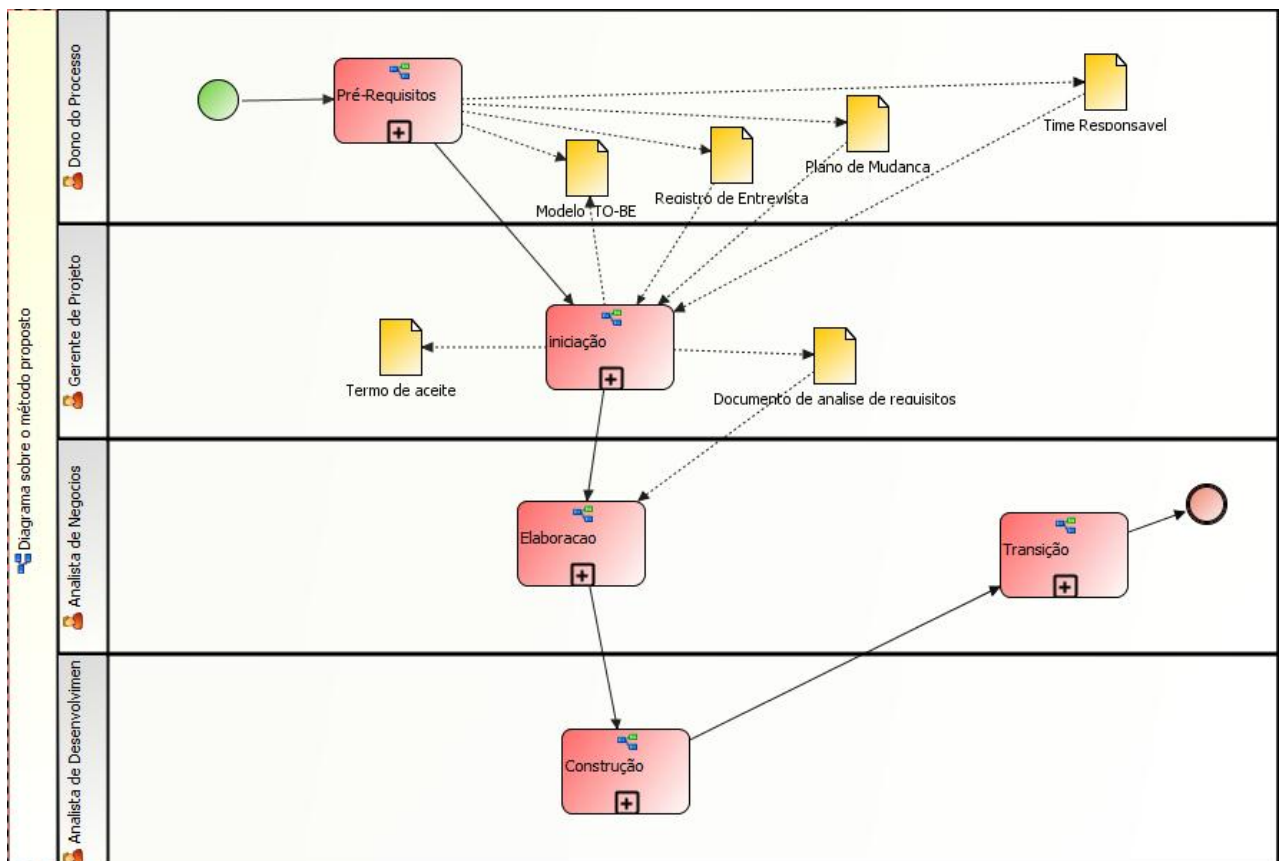 Diagrama sobre o método proposto
Dono do Processo
Pré-Requisitos
Time Responsavel
Plano de Mudanca
Registro de Entrevista
Modelo TO-BE
Gerente de Projeto
iniciação
Termo de aceite
Documento de analise de requisitos
Analista de Negocios
Elaboracao
Transição
Analista de Desenvolvimen
Construção